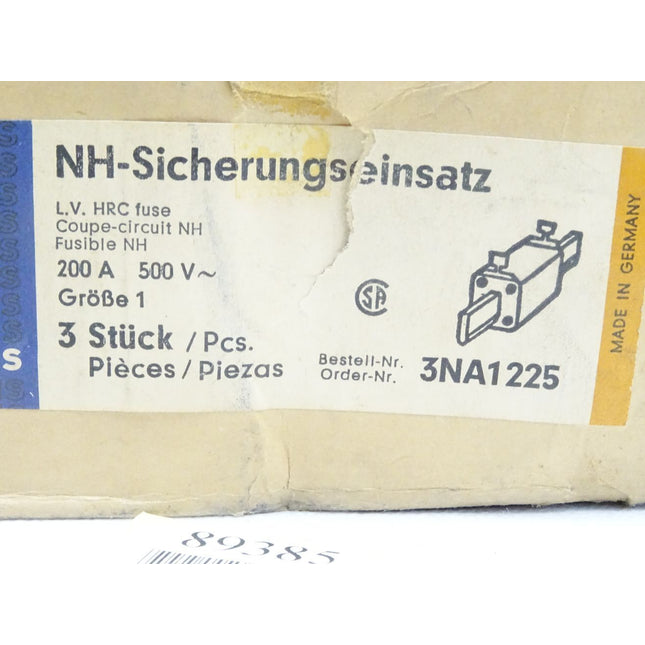 NH-Sicherungseinsatz
L.V. HRC fuse
Coupe-circuit NH
Fusible NH
200 A 500 V~
Größe 1
3 Stück / Pcs.
Pièces / Piezas
Bestell-Nr.
Order-Nr. 3NA1225
MADE IN GERMANY
S
89385